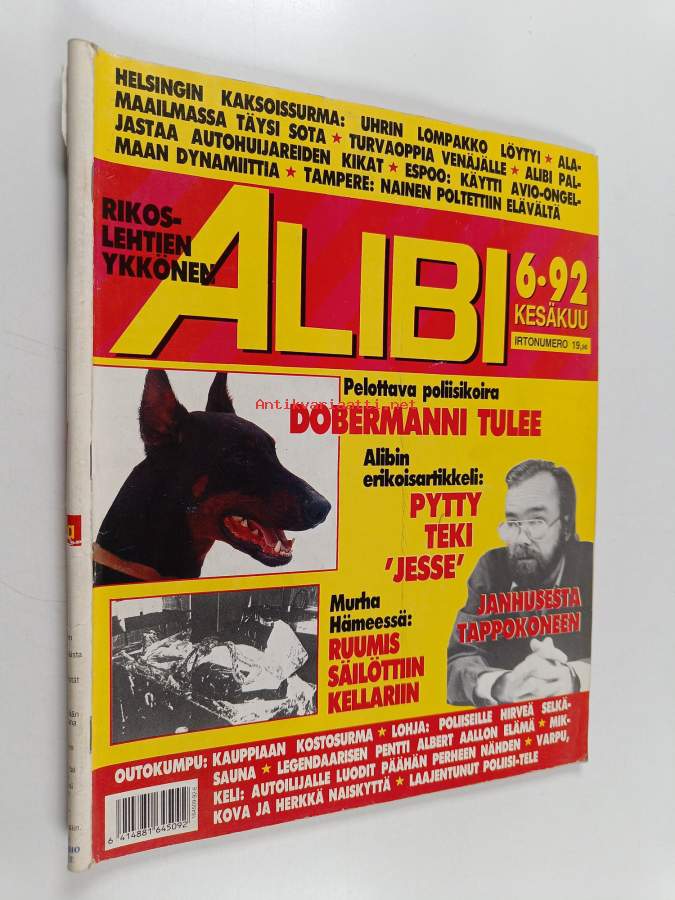 HELSINGIN KAKSOISSURMA: UHRIN LOMPAKKO LÖYTYI ★ ALA-
MAAILMASSA TÄYSI SOTA ★ TURVAOPPIA VENÄJÄLLE ★ ALIBI PAL-
JASTAA AUTOHUIJAREIDEN KIKAT ★ ESPOO: KÄYTTI AVIO-ONGEL-
MAAN DYNAMIITTIA ★ TAMPERE: NAINEN POLTETTIIN ELÄVÄLTÄ
RIKOS-
LEHTIEN
YKKÖNEN
ALIBI
6•92
KESÄKUU
IRTONUMERO 19,
Pelottava poliisikoira
Antikvariaatti.net
DOBERMANNI TULEE
Alibin
erikoisartikkeli:
PYTTY
TEKI
'JESSE'
JANHUSESTA
TAPPOKONEEN
Murha
Hämeessä:
RUUMIS
SÄILÖTTIIN
KELLARIIN
OUTOKUMPU: KAUPPIAAN KOSTOSURMA ★ LOHJA: POLISEILLE HIRVEÄ SELKÄ-
SAUNA ★ LEGENDAARISEN PENTTI ALBERT AALLON ELÄMÄ ★ MIK-
KELI: AUTOILIJALLE LUODIT PÄÄHÄN PERHEEN NÄHDEN ★ VARPU,
KOVA JA HERKKÄ NAISKYTTÄ ★ LAAJENTUNUT POLIISI-TELE
6 414881 645092